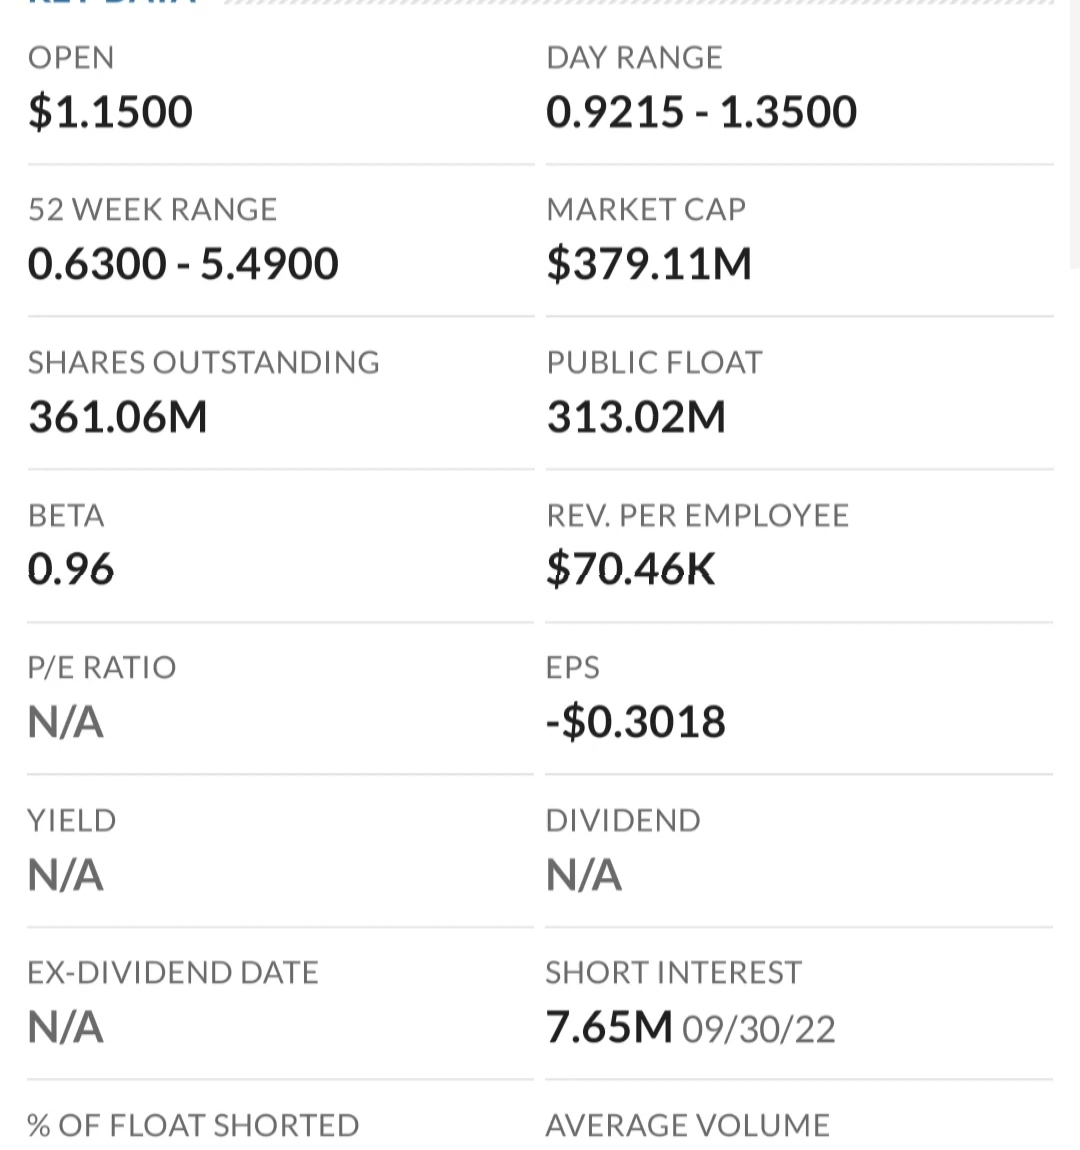 OPEN
$1.1500
DAY RANGE
0.9215 - 1.3500
52 WEEK RANGE
0.6300 - 5.4900
MARKET CAP
$379.11M
SHARES OUTSTANDING
361.06M
PUBLIC FLOAT
313.02M
BETA
0.96
REV. PER EMPLOYEE
$70.46K
P/E RATIO
N/A
EPS
-$0.3018
YIELD
N/A
DIVIDEND
N/A
EX-DIVIDEND DATE
N/A
SHORT INTEREST
7.65M 09/30/22
% OF FLOAT SHORTED
AVERAGE VOLUME